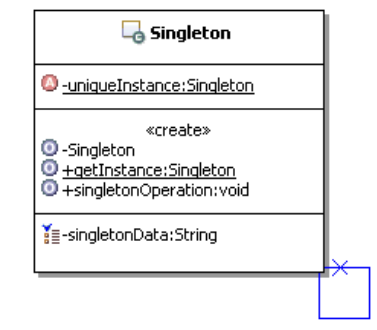 Singleton
-uniqueInstance:Singleton
«create»
-Singleton
+getInstance:Singleton
+singletonOperation:void
-singletonData:String